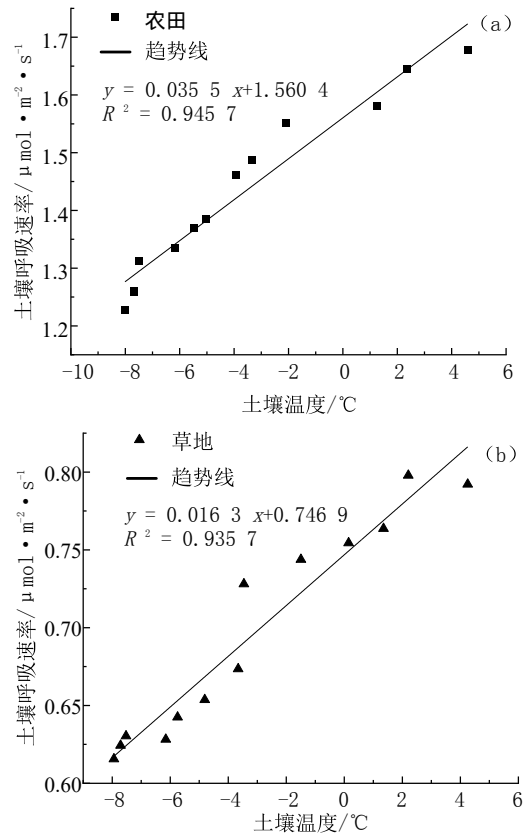 (a)
农田
趋势线
y = 0.035 5 x+1.560 4
R² = 0.945 7
1.7
1.6
1.5
1.4
1.3
1.2
土壤呼吸速率/μmol·m⁻²·s⁻¹
-10 -8 -6 -4 -2 0 2 4 6
土壤温度/℃
(b)
草地
趋势线
y = 0.016 3 x+0.746 9
R² = 0.935 7
0.80
0.75
0.70
0.65
0.60
土壤呼吸速率/μmol·m⁻²·s⁻¹
-8 -6 -4 -2 0 2 4 6
土壤温度/℃